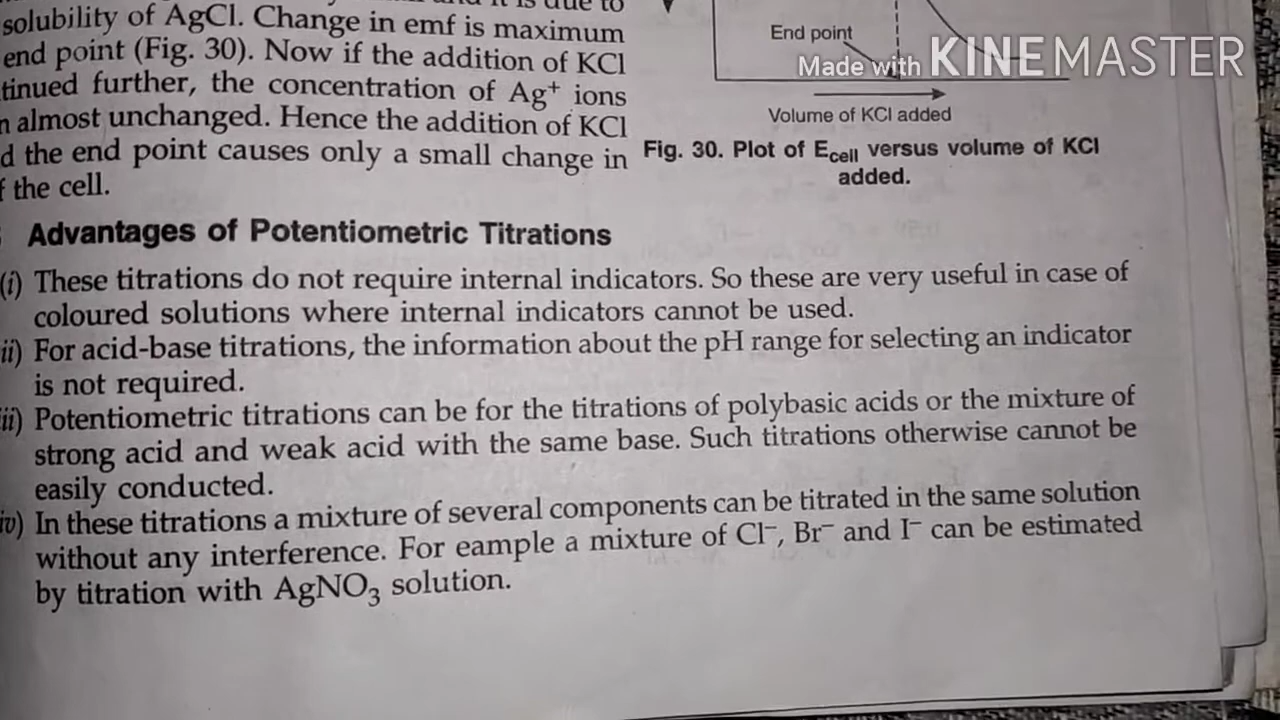 solubility of AgCl. Change in emf is maximum
end point (Fig. 30). Now if the addition of KCl
tinued further, the concentration of Ag⁺ ions
n almost unchanged. Hence the addition of KCl
d the end point causes only a small change in
f the cell.
End point
Made with KINEMASTER
Volume of KCl added
Fig. 30. Plot of Ecell versus volume of KCl
added.
Advantages of Potentiometric Titrations
(i) These titrations do not require internal indicators. So these are very useful in case of
coloured solutions where internal indicators cannot be used.
ii) For acid-base titrations, the information about the pH range for selecting an indicator
is not required.
ii) Potentiometric titrations can be for the titrations of polybasic acids or the mixture of
strong acid and weak acid with the same base. Such titrations otherwise cannot be
easily conducted.
iv) In these titrations a mixture of several components can be titrated in the same solution
without any interference. For eample a mixture of Cl⁻, Br⁻ and I⁻ can be estimated
by titration with AgNO₃ solution.